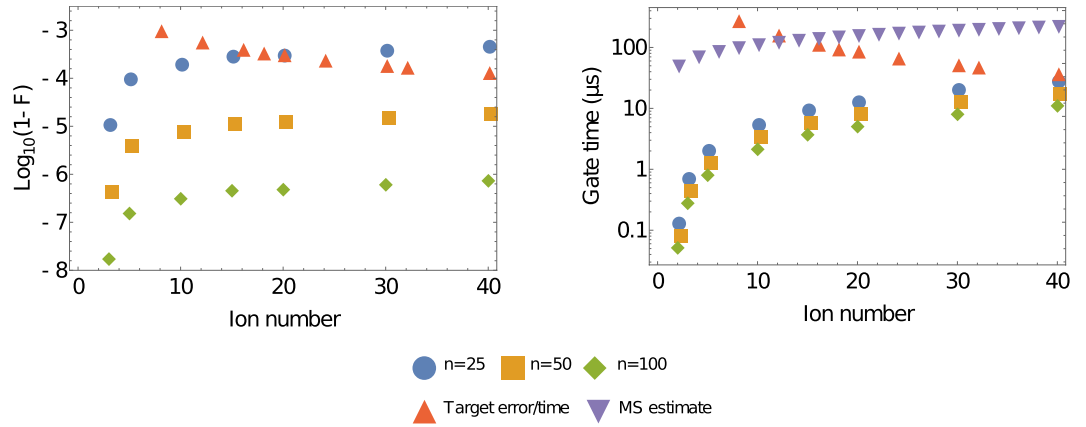 - 3
- 4
- 5
- 6
- 7
- 8
Log10(1- F)
0 10 20 30 40
Ion number
100
10
1
0.1
Gate time (μs)
0 10 20 30 40
Ion number
n=25 n=50 n=100
Target error/time MS estimate